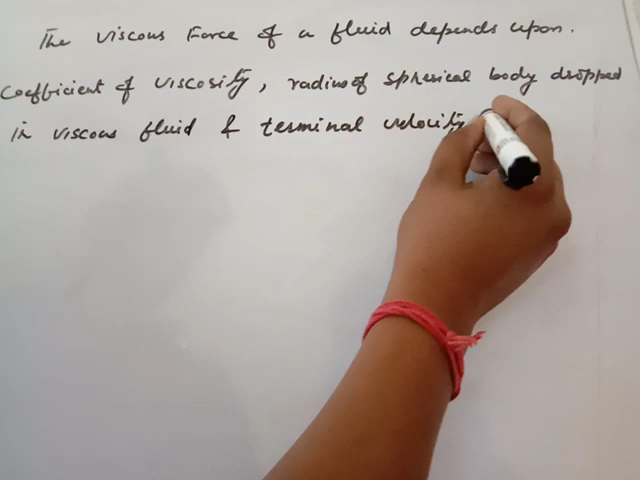 The viscous Force of a fluid depends upon.
Coefficient of viscosity, radius of spherical body dropped
in viscous fluid & terminal velocity